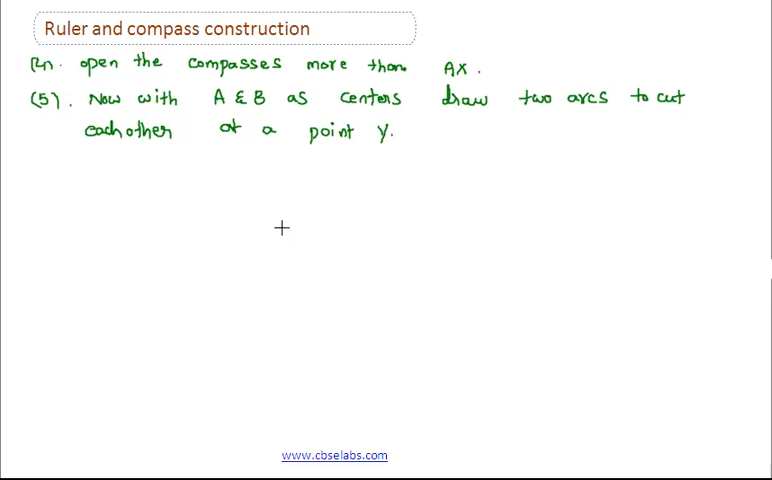 Ruler and compass construction
(4). open the compasses more than AX.
(5). Now with A & B as centers draw two arcs to cut
each other at a point Y.
www.cbselabs.com